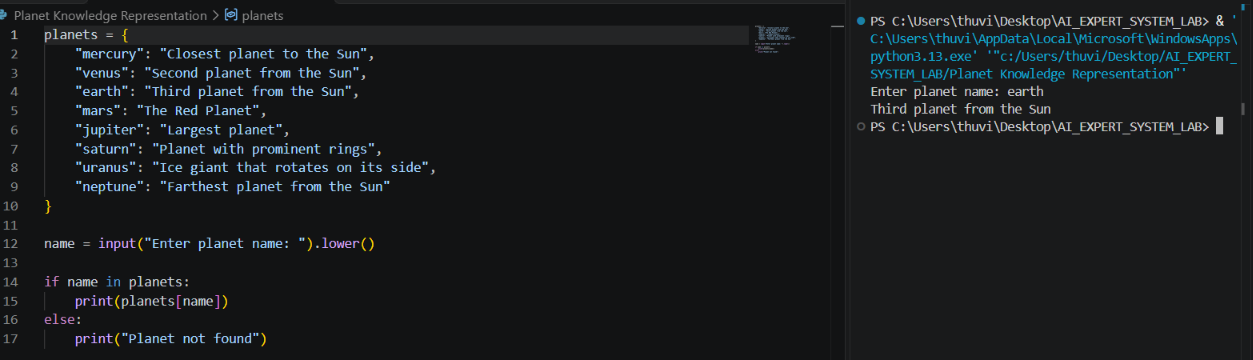 Planet Knowledge Representation > planets
1 planets = {
2 "mercury": "Closest planet to the Sun",
3 "venus": "Second planet from the Sun",
4 "earth": "Third planet from the Sun",
5 "mars": "The Red Planet",
6 "jupiter": "Largest planet",
7 "saturn": "Planet with prominent rings",
8 "uranus": "Ice giant that rotates on its side",
9 "neptune": "Farthest planet from the Sun"
10 }
11
12 name = input("Enter planet name: ").lower()
13
14 if name in planets:
15 print(planets[name])
16 else:
17 print("Planet not found")
PS C:\Users\thuvi\Desktop\AI_EXPERT_SYSTEM_LAB> & '
C:\Users\thuvi\AppData\Local\Microsoft\WindowsApps\
python3.13.exe' '"c:/Users/thuvi/Desktop/AI_EXPERT_
SYSTEM_LAB/Planet Knowledge Representation"'
Enter planet name: earth
Third planet from the Sun
PS C:\Users\thuvi\Desktop\AI_EXPERT_SYSTEM_LAB>